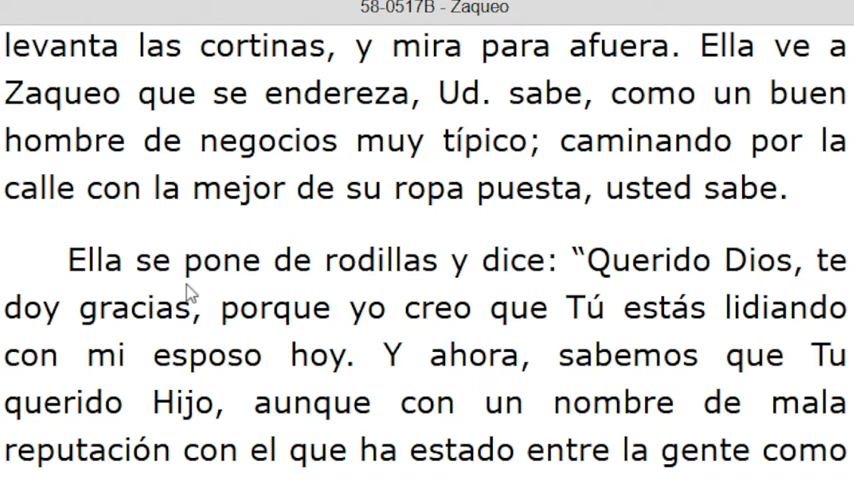 58-0517B - Zaqueo
levanta las cortinas, y mira para afuera. Ella ve a
Zaqueo que se endereza, Ud. sabe, como un buen
hombre de negocios muy típico; caminando por la
calle con la mejor de su ropa puesta, usted sabe.
Ella se pone de rodillas y dice: “Querido Dios, te
doy gracias, porque yo creo que Tú estás lidiando
con mi esposo hoy. Y ahora, sabemos que Tu
querido Hijo, aunque con un nombre de mala
reputación con el que ha estado entre la gente como